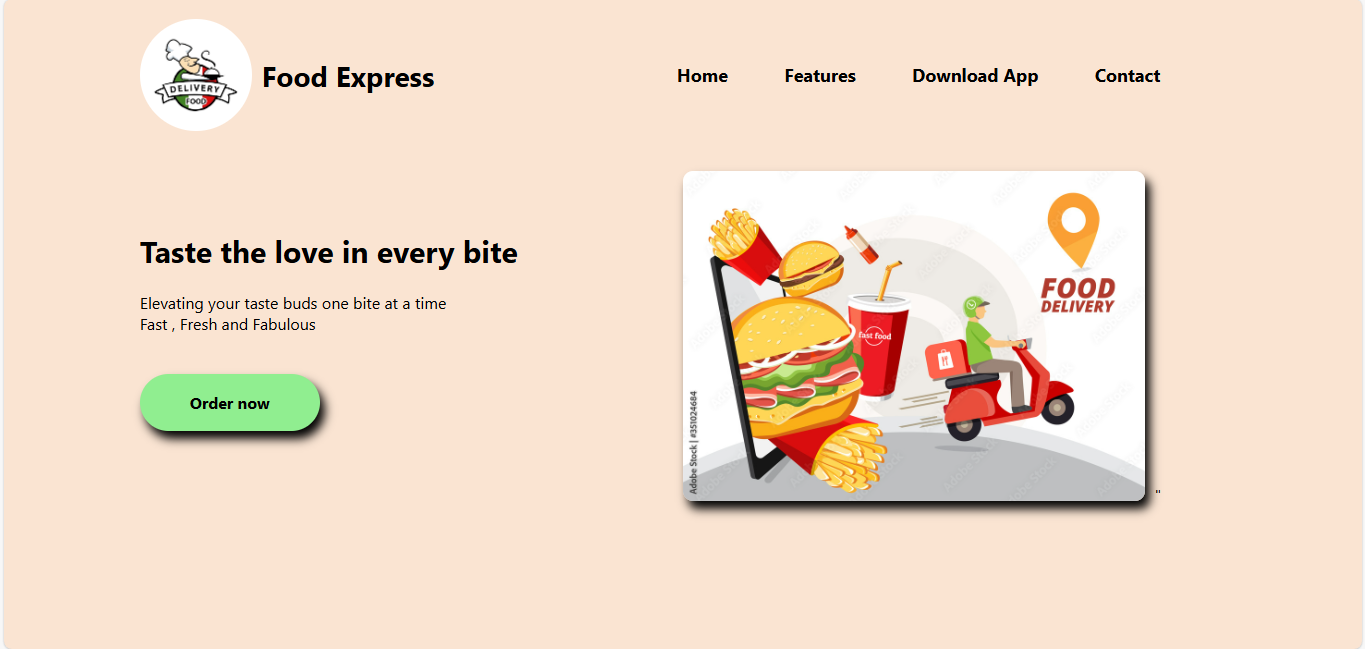 DELIVERY
FOOD
Food Express
Home
Features
Download App
Contact
Taste the love in every bite
Elevating your taste buds one bite at a time
Fast , Fresh and Fabulous
Order now
FOOD
DELIVERY
fast food
Adobe Stock | #351024684
"